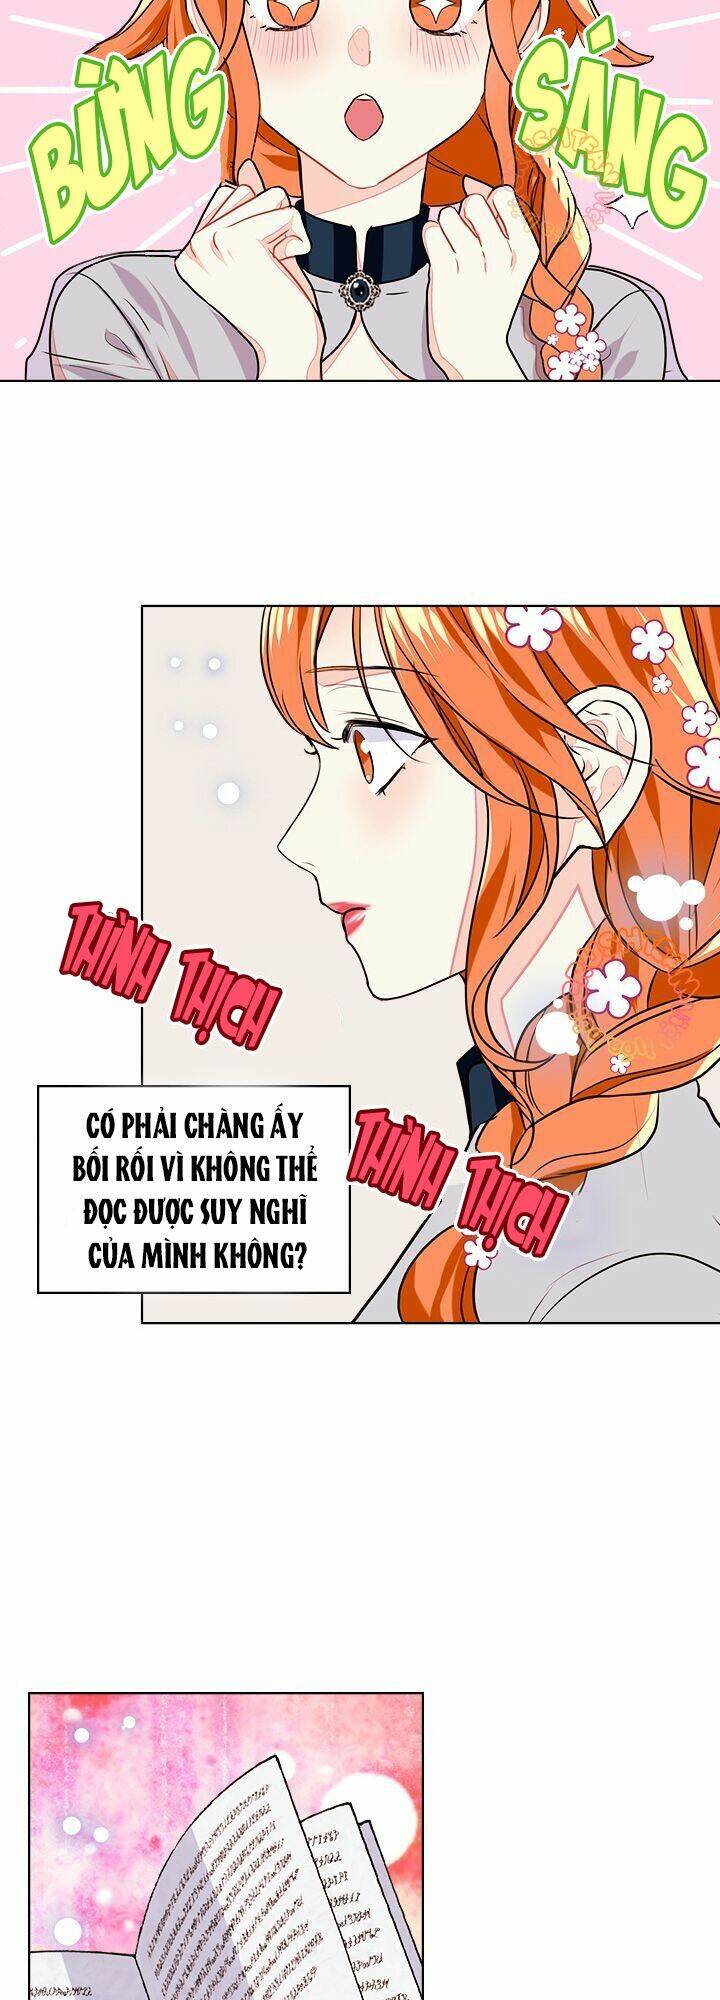 BỪNG
SÁNG
THÌNH THỊCH
CÓ PHẢI CHÀNG ẤY
BỐI RỐI VÌ KHÔNG THỂ
ĐỌC ĐƯỢC SUY NGHĨ
CỦA MÌNH KHÔNG?
THÌNH THỊCH